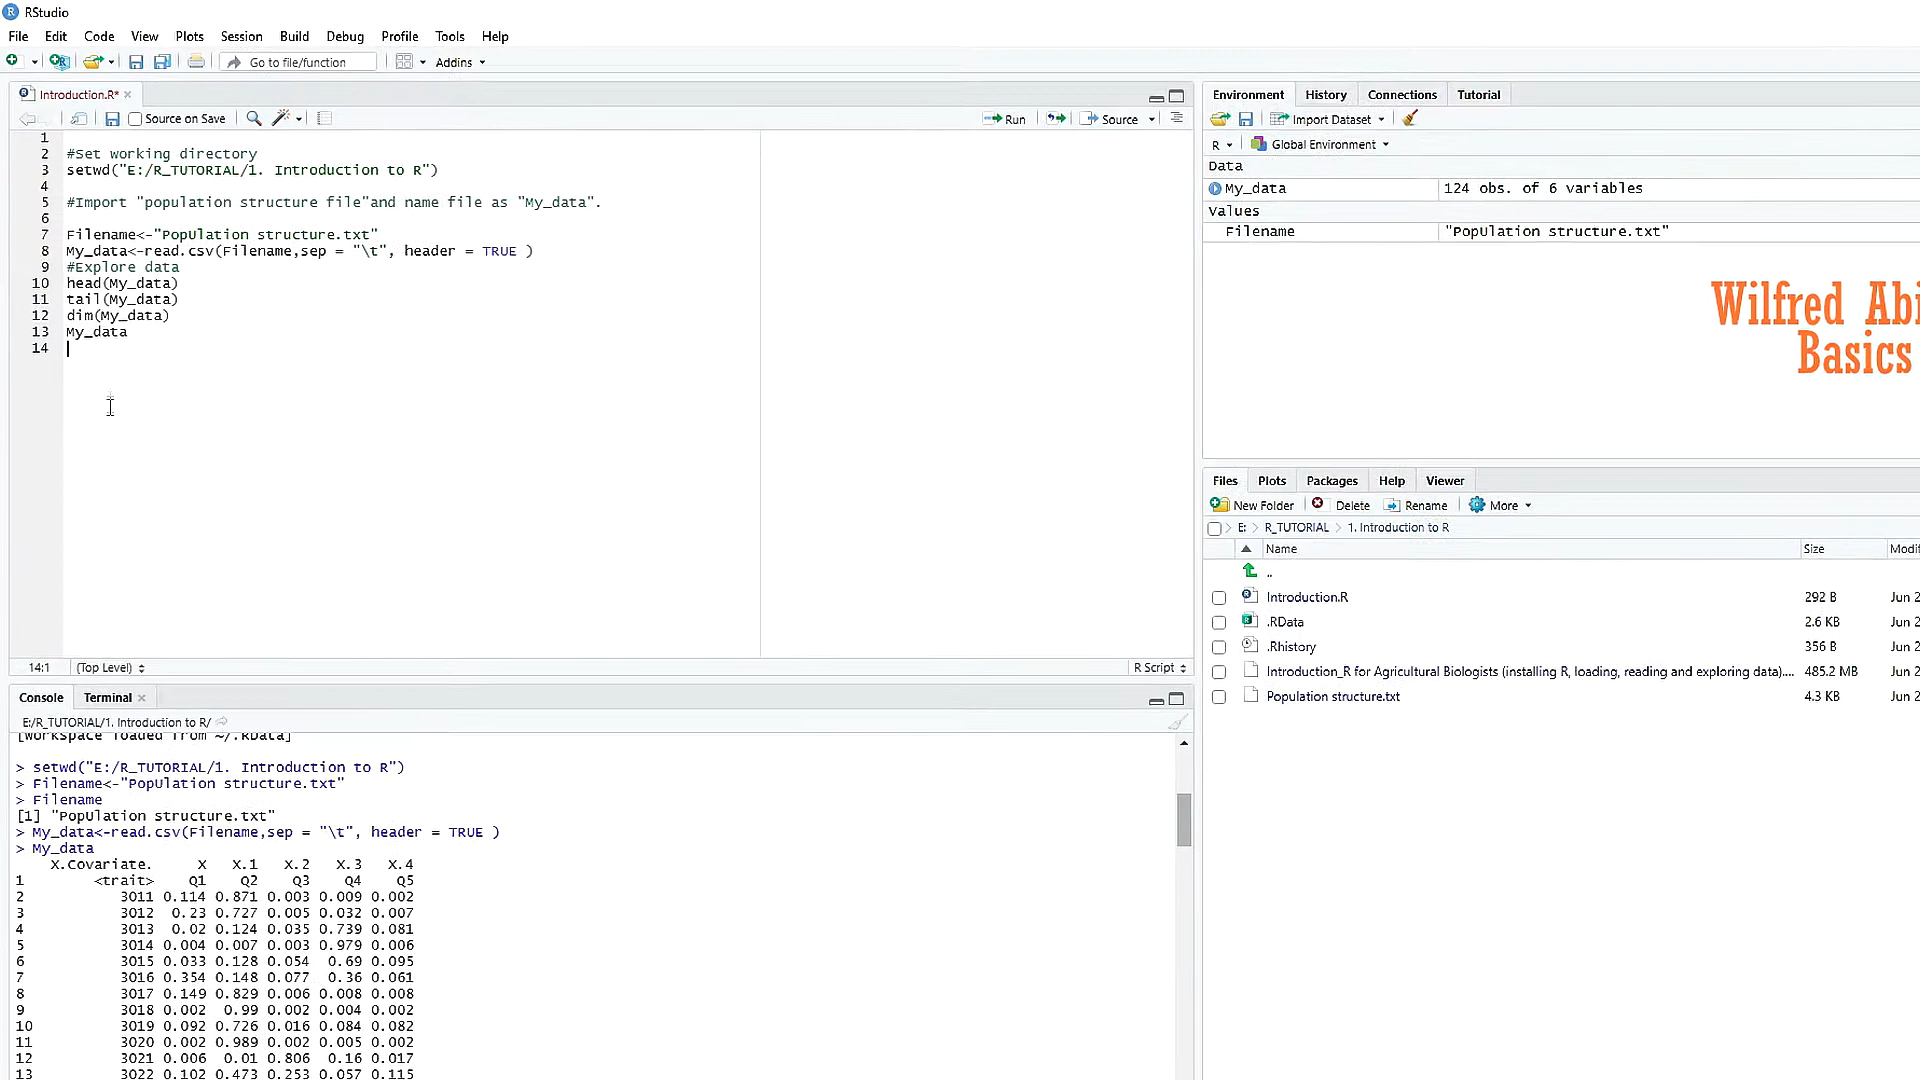 RStudio
File Edit Code View Plots Session Build Debug Profile Tools Help
Go to file/function Addins
Introduction.R*
Source on Save Run Source
1
2 #Set working directory
3 setwd("E:/R_TUTORIAL/1. Introduction to R")
4
5 #Import "population structure file"and name file as "My_data".
6
7 Filename<-"PopUlation structure.txt"
8 My_data<-read.csv(Filename,sep = "\t", header = TRUE )
9 #Explore data
10 head(My_data)
11 tail(My_data)
12 dim(My_data)
13 My_data
14
14:1 (Top Level) R Script
Console Terminal
E:/R_TUTORIAL/1. Introduction to R/
[Workspace loaded from ~/.RData]
> setwd("E:/R_TUTORIAL/1. Introduction to R")
> Filename<-"PopUlation structure.txt"
> Filename
[1] "PopUlation structure.txt"
> My_data<-read.csv(Filename,sep = "\t", header = TRUE )
> My_data
X.Covariate. X X.1 X.2 X.3 X.4
1 <trait> Q1 Q2 Q3 Q4 Q5
2 3011 0.114 0.871 0.003 0.009 0.002
3 3012 0.23 0.727 0.005 0.032 0.007
4 3013 0.02 0.124 0.035 0.739 0.081
5 3014 0.004 0.007 0.003 0.979 0.006
6 3015 0.033 0.128 0.054 0.69 0.095
7 3016 0.354 0.148 0.077 0.36 0.061
8 3017 0.149 0.829 0.006 0.008 0.008
9 3018 0.002 0.99 0.002 0.004 0.002
10 3019 0.092 0.726 0.016 0.084 0.082
11 3020 0.002 0.989 0.002 0.005 0.002
12 3021 0.006 0.01 0.806 0.16 0.017
13 3022 0.102 0.473 0.253 0.057 0.115
Environment History Connections Tutorial
Import Dataset
R Global Environment
Data
My_data 124 obs. of 6 variables
Values
Filename "PopUlation structure.txt"
Wilfred Abi
Basics
Files Plots Packages Help Viewer
New Folder Delete Rename More
E: R_TUTORIAL 1. Introduction to R
Name Size Modif
..
Introduction.R 292 B Jun 2
.RData 2.6 KB Jun 2
.Rhistory 356 B Jun 2
Introduction_R for Agricultural Biologists (installing R, loading, reading and exploring data).... 485.2 MB Jun 2
Population structure.txt 4.3 KB Jun 2